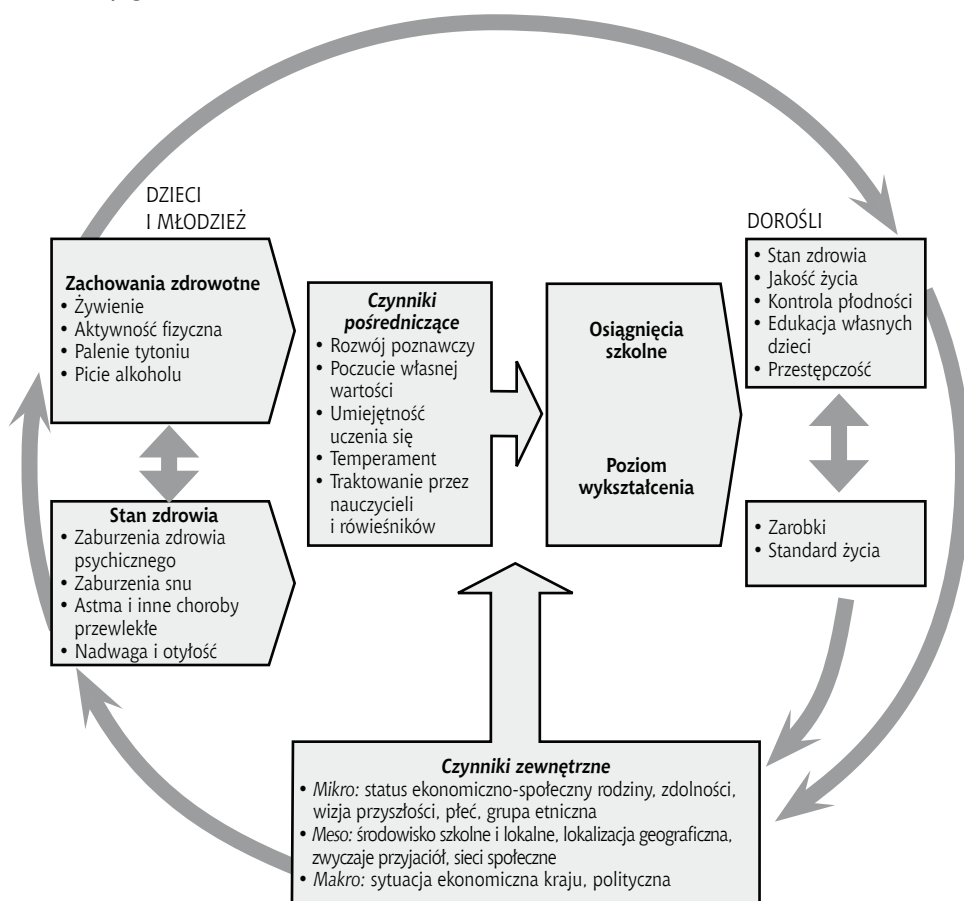 DZIECI
I MŁODZIEŻ
Zachowania zdrowotne
• Żywienie
• Aktywność fizyczna
• Palenie tytoniu
• Picie alkoholu
Stan zdrowia
• Zaburzenia zdrowia
psychicznego
• Zaburzenia snu
• Astma i inne choroby
przewlekłe
• Nadwaga i otyłość
Czynniki
pośredniczące
• Rozwój poznawczy
• Poczucie własnej
wartości
• Umiejętność
uczenia się
• Temperament
• Traktowanie przez
nauczycieli
i rówieśników
Osiągnięcia
szkolne
Poziom
wykształcenia
DOROŚLI
• Stan zdrowia
• Jakość życia
• Kontrola płodności
• Edukacja własnych
dzieci
• Przestępczość
• Zarobki
• Standard życia
Czynniki zewnętrzne
• Mikro: status ekonomiczno-społeczny rodziny, zdolności,
wizja przyszłości, płeć, grupa etniczna
• Meso: środowisko szkolne i lokalne, lokalizacja geograficzna,
zwyczaje przyjaciół, sieci społeczne
• Makro: sytuacja ekonomiczna kraju, polityczna